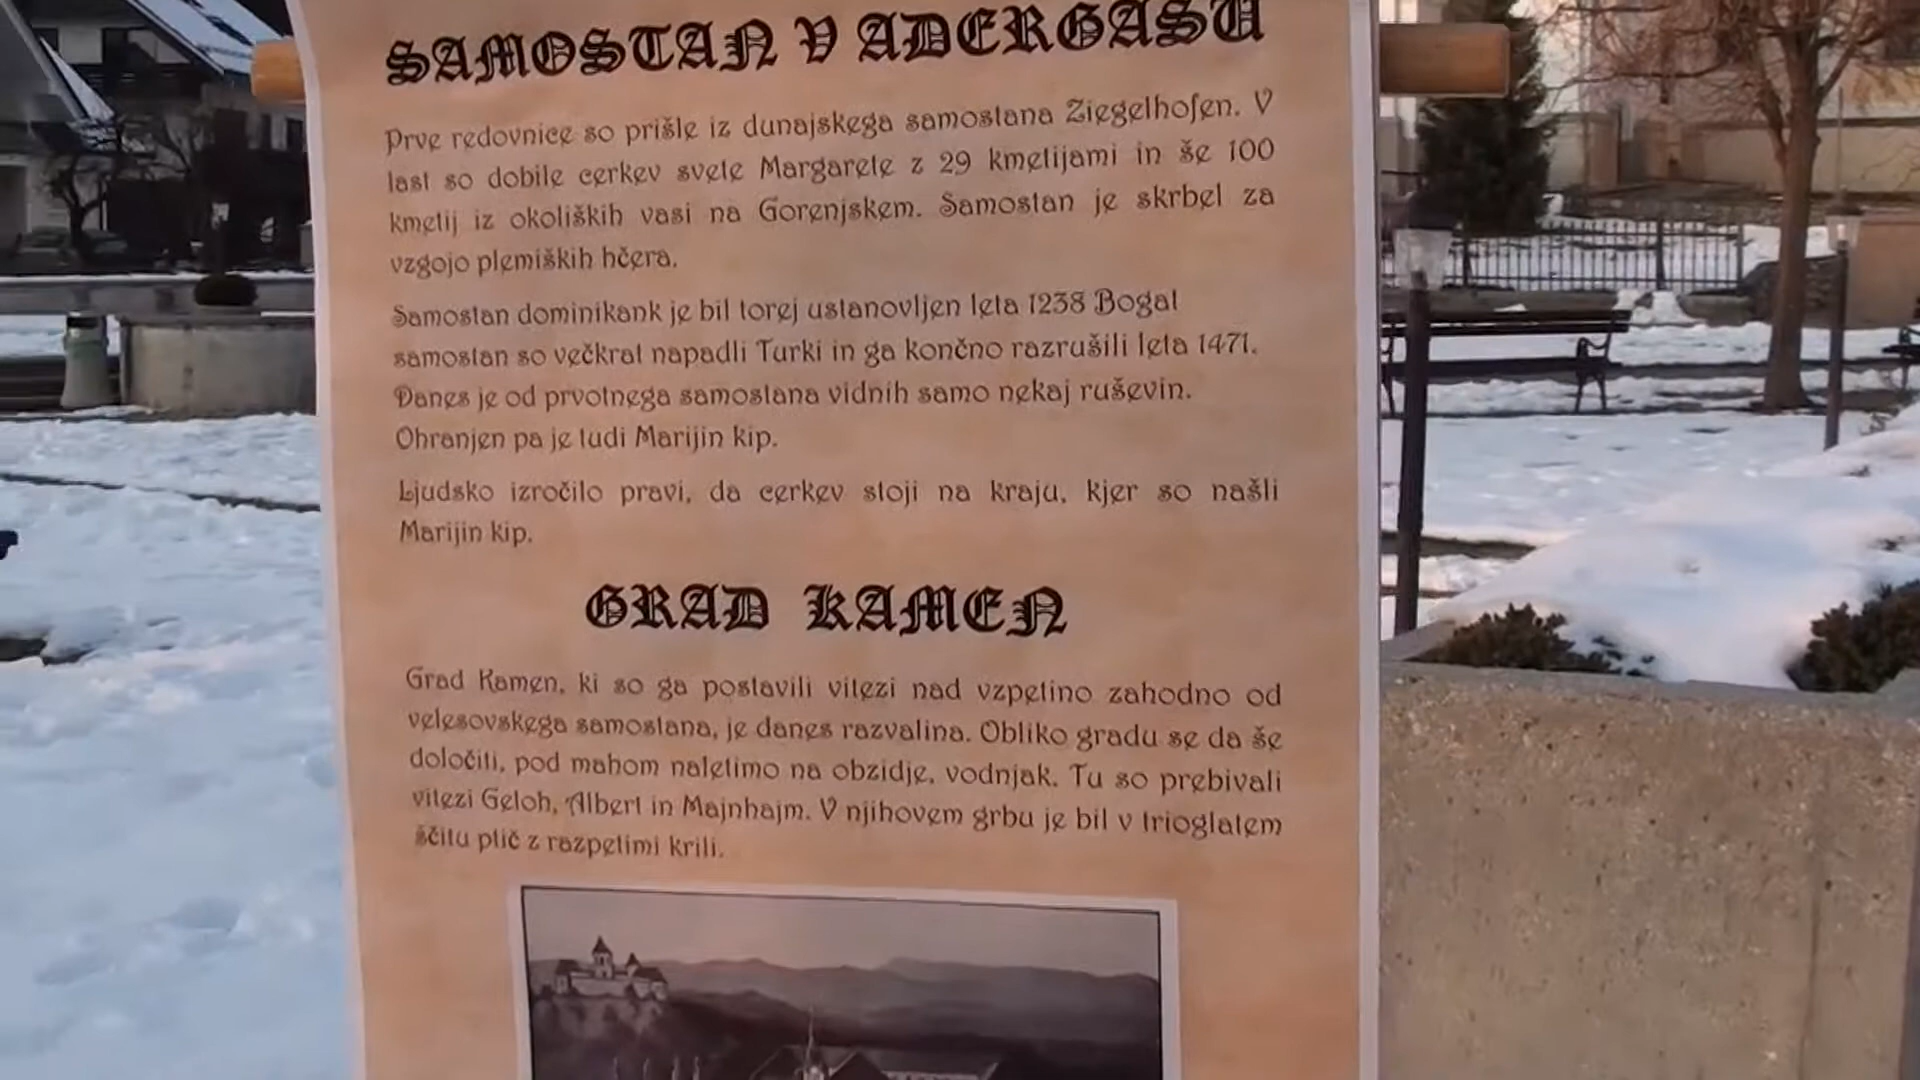 SAMOSTAN V ADERGASU
Prve redovnice so prišle iz dunajskega samostana Ziegelhofen. V
last so dobile cerkev svete Margarete z 29 kmetijami in še 100
kmetij iz okoliških vasi na Gorenjskem. Samostan je skrbel za
vzgojo plemiških hčera.
Samostan dominikank je bil torej ustanovljen leta 1238 Bogat
samostan so večkrat napadli Turki in ga končno razrušili leta 1471.
Danes je od prvotnega samostana vidnih samo nekaj ruševin.
Ohranjen pa je tudi Marijin kip.
Ljudsko izročilo pravi, da cerkev stoji na kraju, kjer so našli
Marijin kip.
GRAD KAMEN
Grad Kamen, ki so ga postavili vitezi nad vzpetino zahodno od
velesovskega samostana, je danes razvalina. Obliko gradu se da še
določiti, pod mahom naletimo na obzidje, vodnjak. Tu so prebivali
vitezi Geloh, Albert in Majnhajm. V njihovem grbu je bil v trioglatem
ščitu ptič z razpetimi krili.